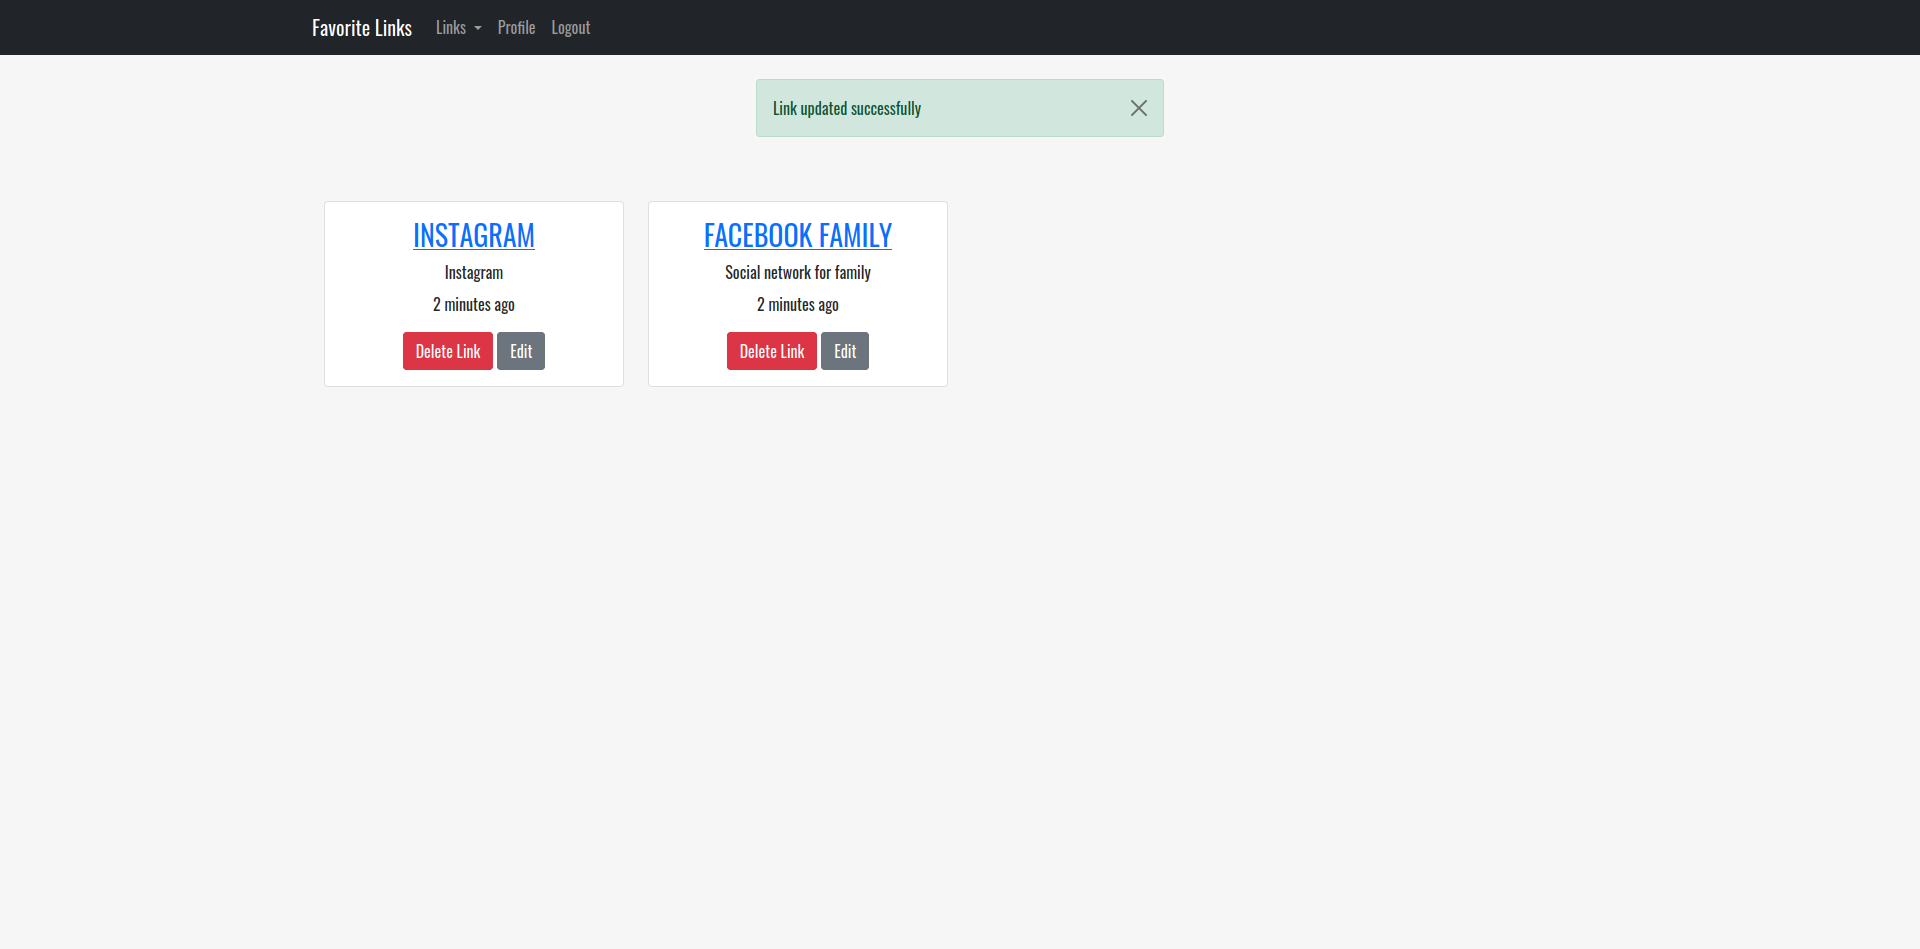 Favorite Links Links Profile Logout
Link updated successfully
INSTAGRAM
Instagram
2 minutes ago
Delete Link Edit
FACEBOOK FAMILY
Social network for family
2 minutes ago
Delete Link Edit